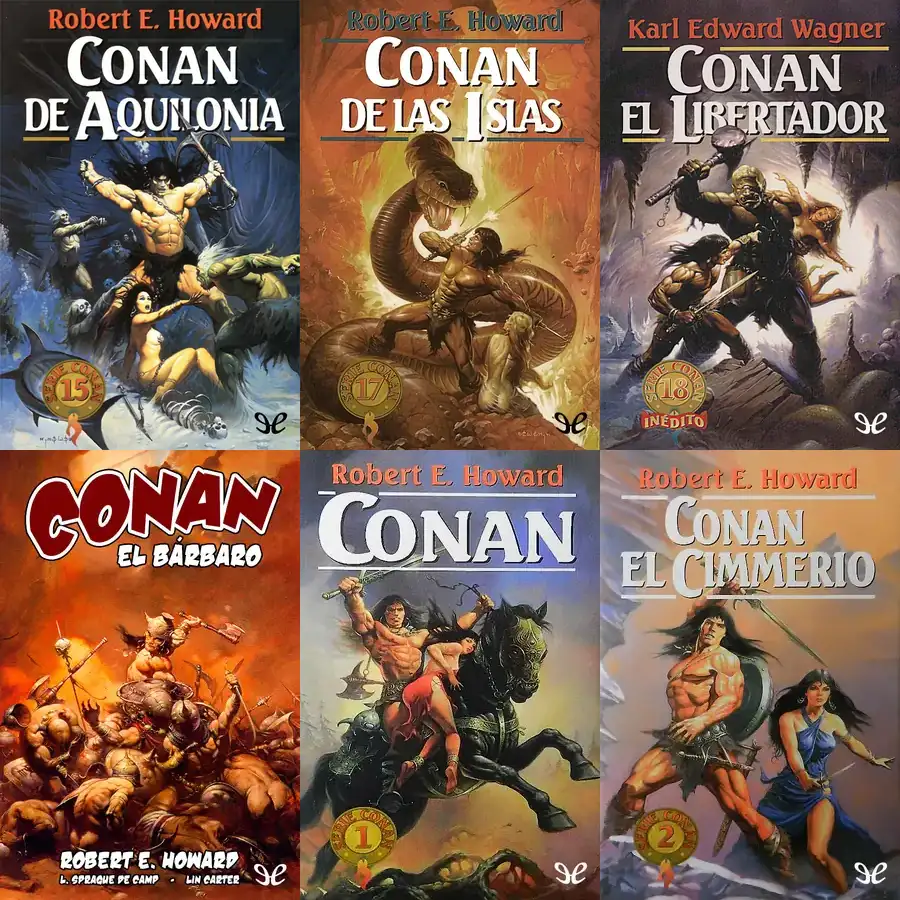 Robert E. Howard
CONAN
DE AQUILONIA
SERIE CONAN
15
Robert E. Howard
CONAN
DE LAS ISLAS
SERIE CONAN
17
Karl Edward Wagner
CONAN
EL LIBERTADOR
SERIE CONAN
18
INÉDITO
CONAN
EL BÁRBARO
ROBERT E. HOWARD
L. SPRAGUE DE CAMP - LIN CARTER
Robert E. Howard
CONAN
SERIE CONAN
1
Robert E. Howard
CONAN
EL CIMMERIO
SERIE CONAN
2